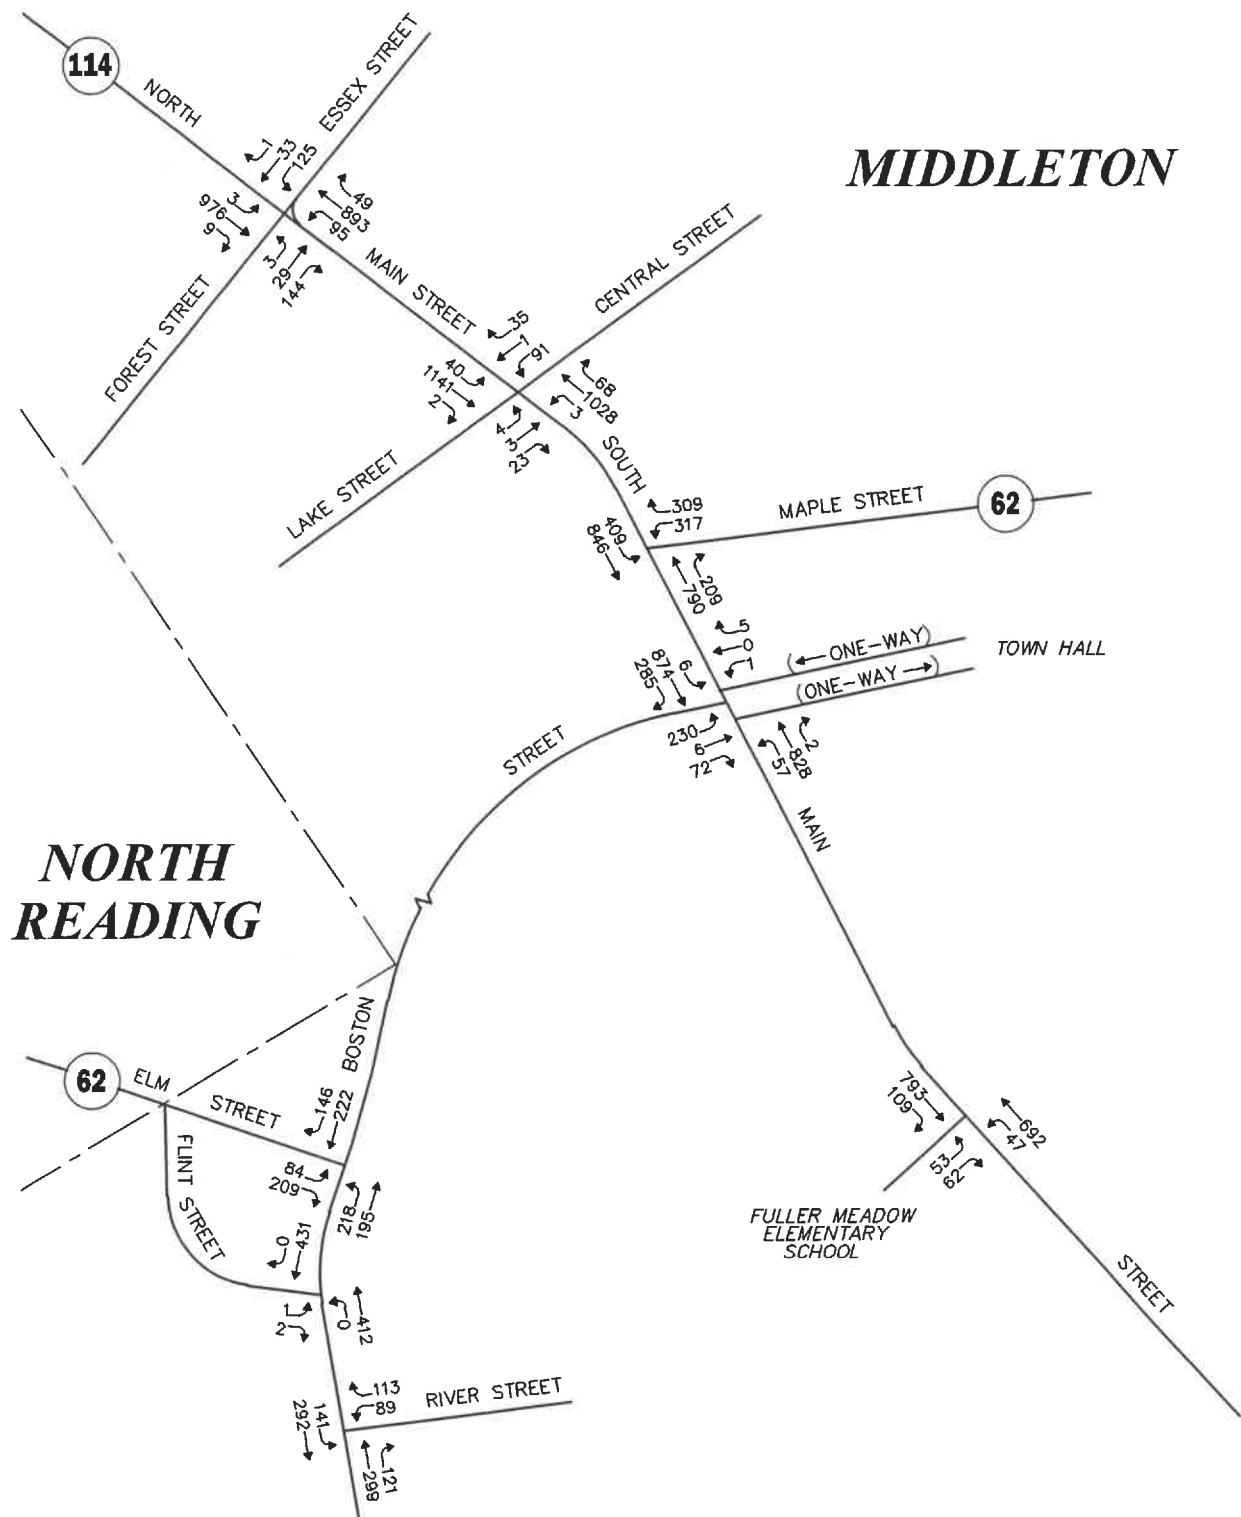 114
NORTH
ESSEX STREET
MIDDLETON
1
33
125
3
976
9
49
893
95
3
29
144
MAIN STREET
FOREST STREET
CENTRAL STREET
35
1
91
40
1141
2
68
1028
3
4
3
23
LAKE STREET
SOUTH
309
317
MAPLE STREET
62
409
846
209
790
5
0
1
(← ONE-WAY)
TOWN HALL
(ONE-WAY →)
6
874
285
230
6
72
2
828
57
STREET
MAIN
NORTH
READING
BOSTON
62
ELM
STREET
146
222
FLINT STREET
84
209
218
195
0
431
1
2
0
412
793
109
692
47
53
62
FULLER MEADOW
ELEMENTARY
SCHOOL
STREET
113
89
RIVER STREET
141
292
121
299